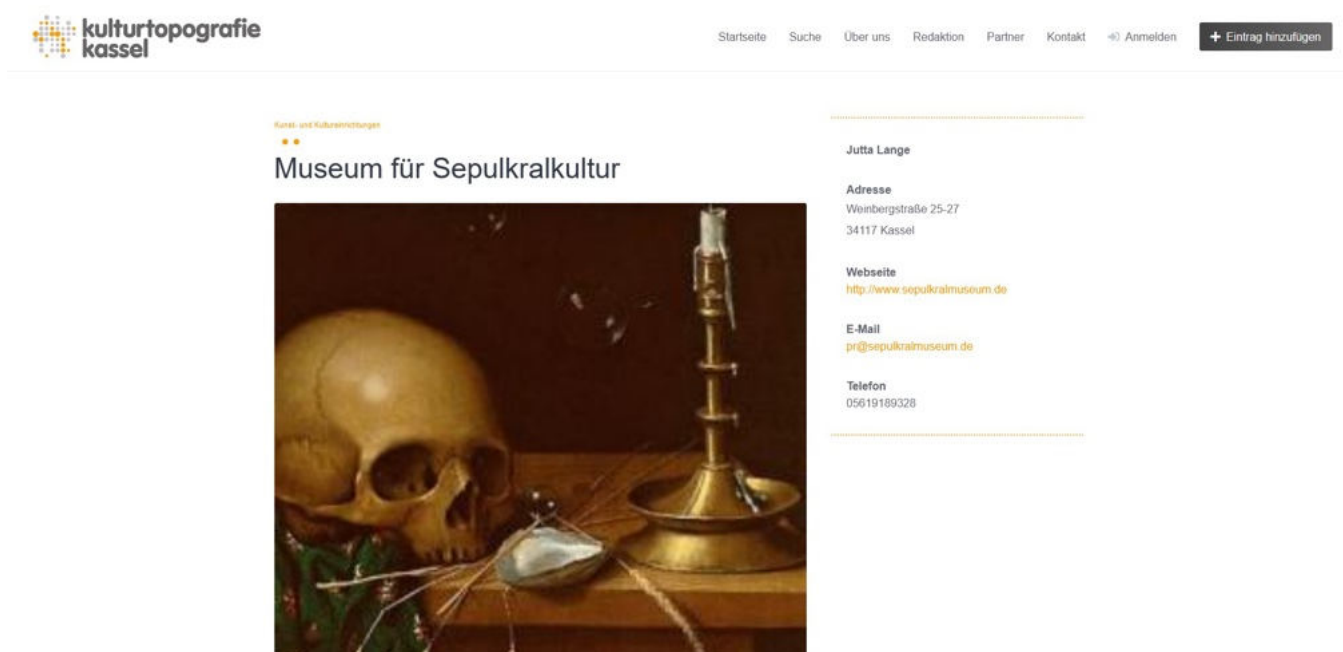 kulturtopografie
kassel
Startseite Suche Über uns Redaktion Partner Kontakt Anmelden + Eintrag hinzufügen
Kunst- und Kultureinrichtungen
Museum für Sepulkralkultur
Jutta Lange
Adresse
Weinbergstraße 25-27
34117 Kassel
Webseite
http://www.sepulkralmuseum.de
E-Mail
pr@sepulkralmuseum.de
Telefon
05619189328